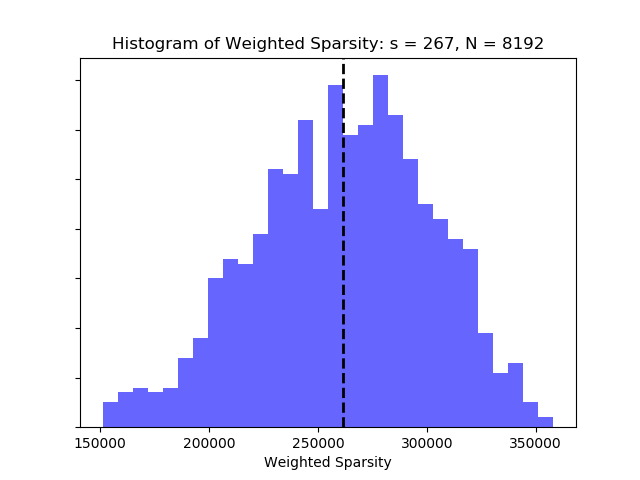 Histogram of Weighted Sparsity: s = 267, N = 8192
150000 200000 250000 300000 350000
Weighted Sparsity